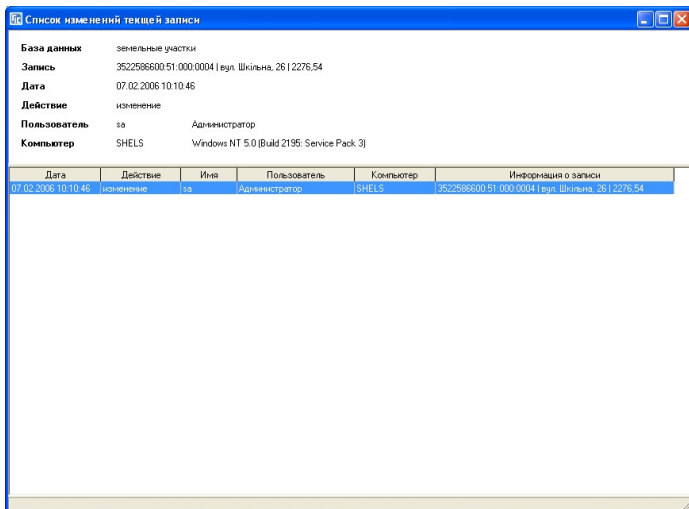 Список изменений текщей записи
База данных земельные участки
Запись 3522586600:51:000:0004 | вул. Шкільна, 26 | 2276,54
Дата 07.02.2006 10:10:46
Действие изменение
Пользователь sa Администратор
Компьютер SHELS Windows NT 5.0 (Build 2195: Service Pack 3)
Дата Действие Имя Пользователь Компьютер Информация о записи
07.02.2006 10:10:46 изменение sa Администратор SHELS 3522586600:51:000:0004 | вул. Шкільна, 26 | 2276,54